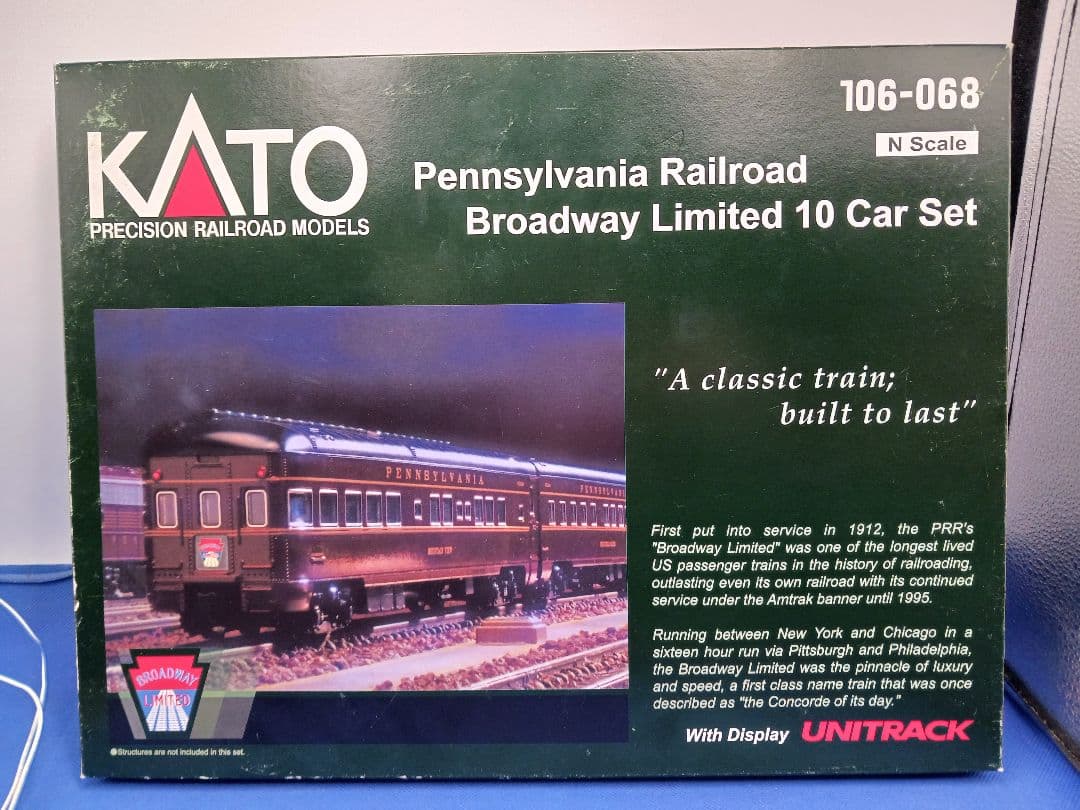 106-068
N Scale
KATO
PRECISION RAILROAD MODELS
Pennsylvania Railroad
Broadway Limited 10 Car Set
"A classic train;
built to last"
PENNSYLVANIA
First put into service in 1912, the PRR's
"Broadway Limited" was one of the longest lived
US passenger trains in the history of railroading,
outlasting even its own railroad with its continued
service under the Amtrak banner until 1995.
Running between New York and Chicago in a
sixteen hour run via Pittsburgh and Philadelphia,
the Broadway Limited was the pinnacle of luxury
and speed, a first class name train that was once
described as "the Concorde of its day."
With Display UNITRACK
BROADWAY
LIMITED
●Structures are not included in this set.